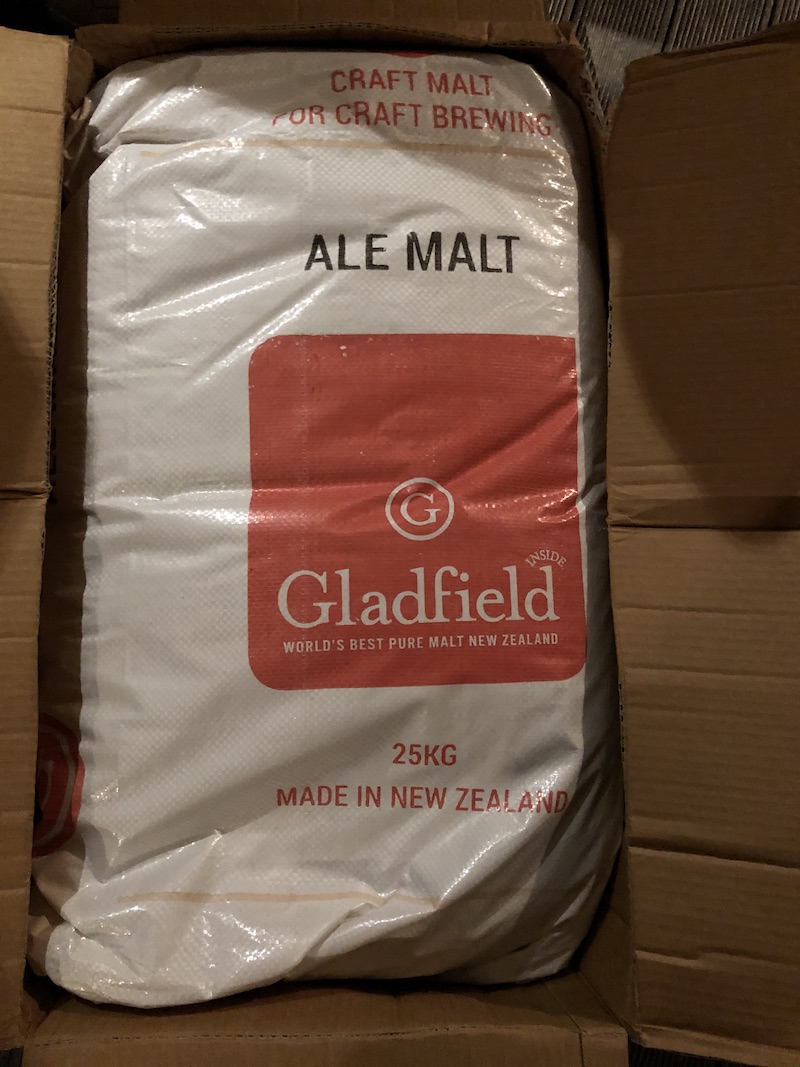 CRAFT MALT
FOR CRAFT BREWING
ALE MALT
G
INSIDE
Gladfield
WORLD'S BEST PURE MALT NEW ZEALAND
25KG
MADE IN NEW ZEALAND